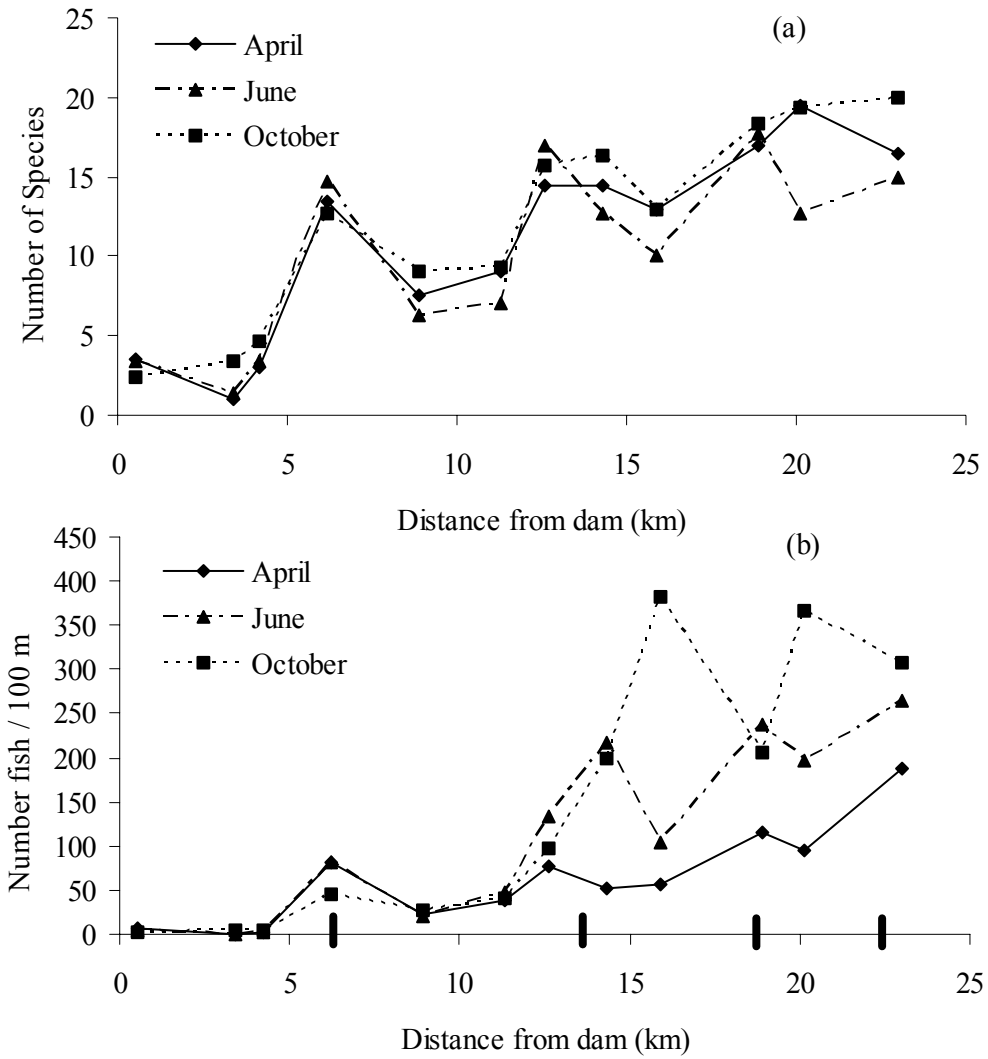 (a)
April
June
October
Number of Species
25
20
15
10
5
0
0 5 10 15 20 25
Distance from dam (km)
(b)
April
June
October
Number fish / 100 m
450
400
350
300
250
200
150
100
50
0
0 5 10 15 20 25
Distance from dam (km)